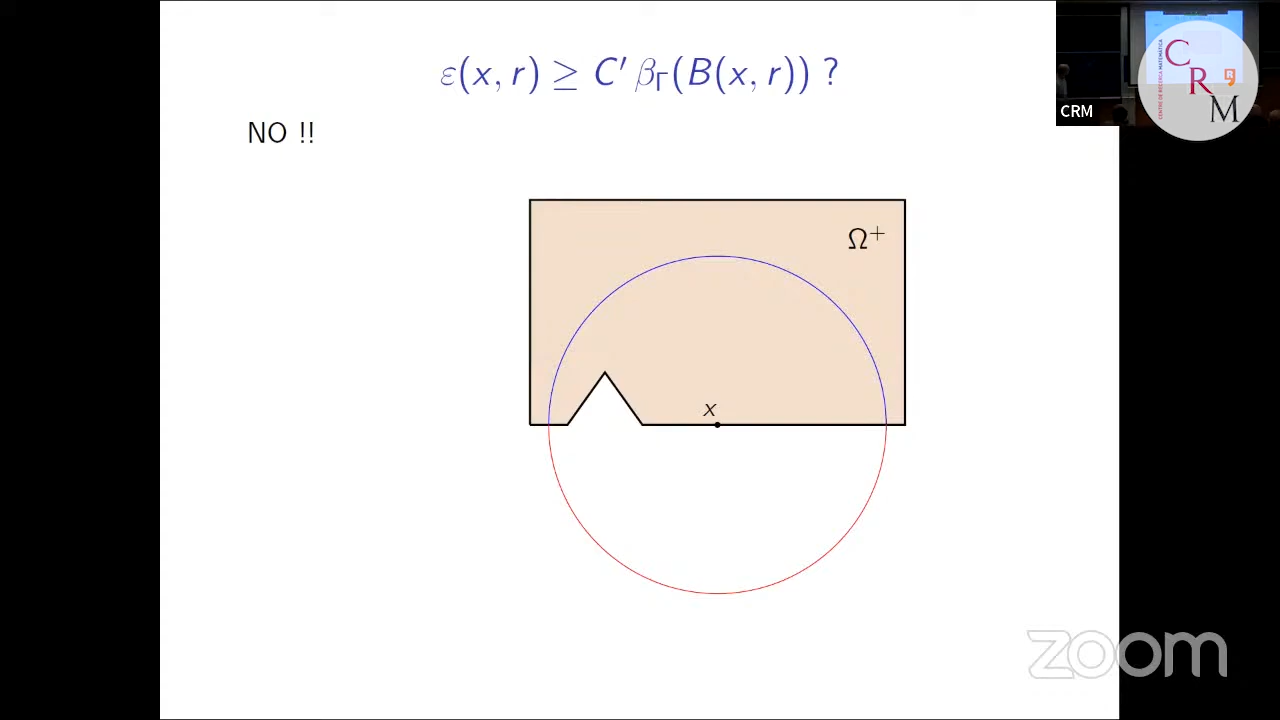 ε(x, r) ≥ C′ β_Γ(B(x, r)) ?
NO !!
Ω⁺
x
CRM
CRM
zoom